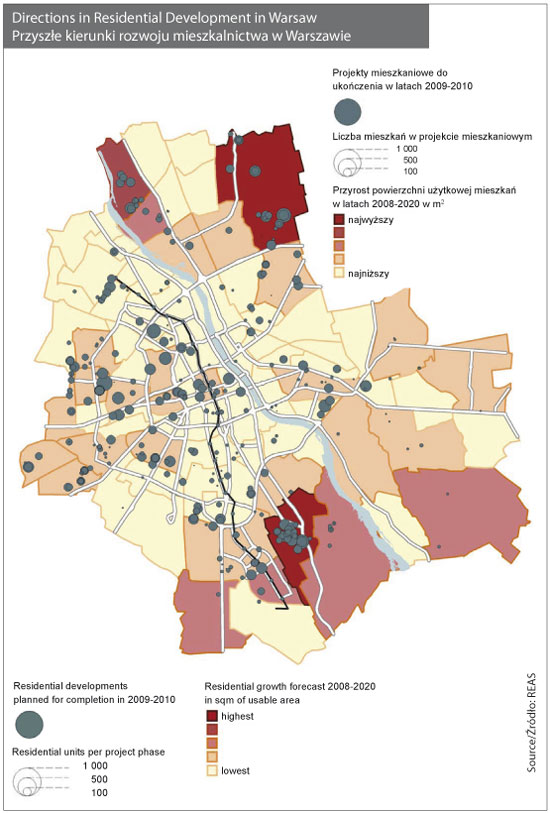 Directions in Residential Development in Warsaw
Przyszłe kierunki rozwoju mieszkalnictwa w Warszawie
Projekty mieszkaniowe do
ukończenia w latach 2009-2010
Liczba mieszkań w projekcie mieszkaniowym
1 000
500
100
Przyrost powierzchni użytkowej mieszkań
w latach 2008-2020 w m²
najwyższy
najniższy
Residential developments
planned for completion in 2009-2010
Residential units per project phase
1 000
500
100
Residential growth forecast 2008-2020
in sqm of usable area
highest
lowest
Source/Źródło: REAS